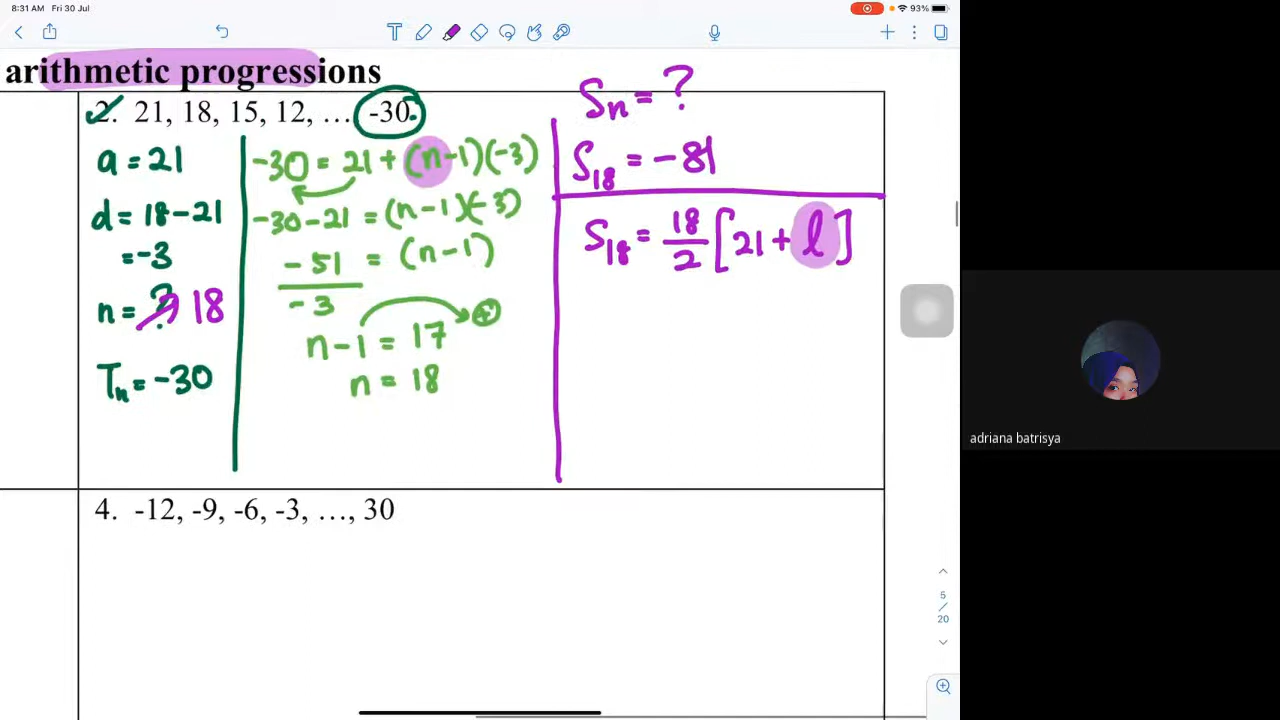 8:31 AM Fri 30 Jul
93%
arithmetic progressions
2. 21, 18, 15, 12, … -30.
a = 21
d = 18 - 21
= -3
n = ? 18
Tn = -30
-30 = 21 + (n-1)(-3)
-30 - 21 = (n-1)(-3)
-51/-3 = (n-1)
n - 1 = 17
n = 18
Sn = ?
S18 = -81
S18 = 18/2 [21 + l]
4. -12, -9, -6, -3, …, 30
5
/
20
adriana batrisya